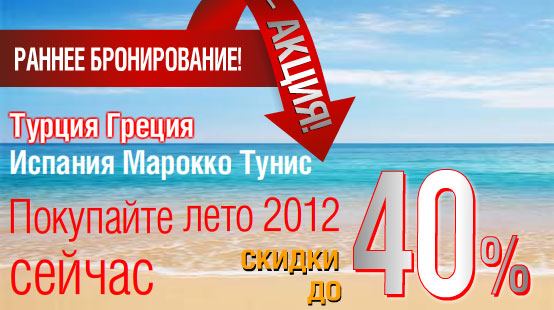 – АКЦИЯ!
РАННЕЕ БРОНИРОВАНИЕ!
Турция Греция
Испания Марокко Тунис
Покупайте лето 2012
сейчас
скидки
до
40%